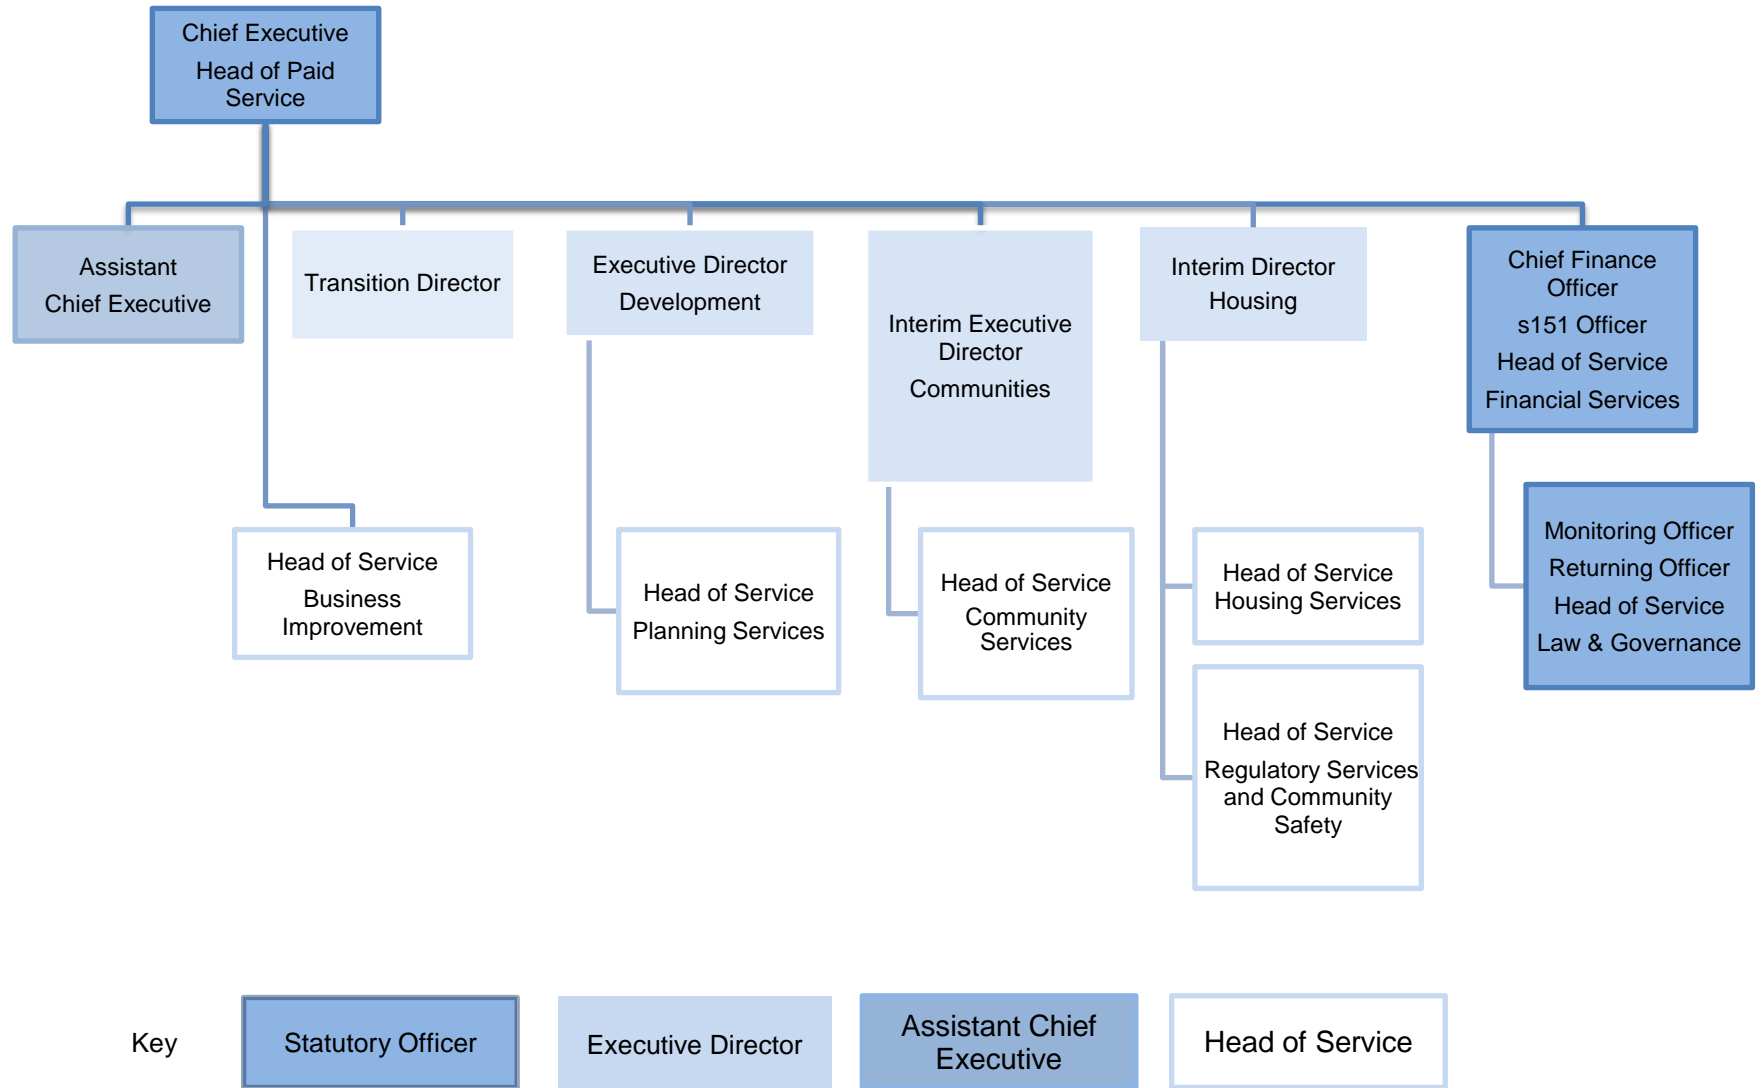 Chief Executive
Head of Paid
Service
Assistant
Chief Executive
Transition Director
Executive Director
Development
Interim Executive
Director
Communities
Interim Director
Housing
Chief Finance
Officer
s151 Officer
Head of Service
Financial Services
Monitoring Officer
Returning Officer
Head of Service
Law & Governance
Head of Service
Business
Improvement
Head of Service
Planning Services
Head of Service
Community
Services
Head of Service
Housing Services
Head of Service
Regulatory Services
and Community
Safety
Key
Statutory Officer
Executive Director
Assistant Chief
Executive
Head of Service